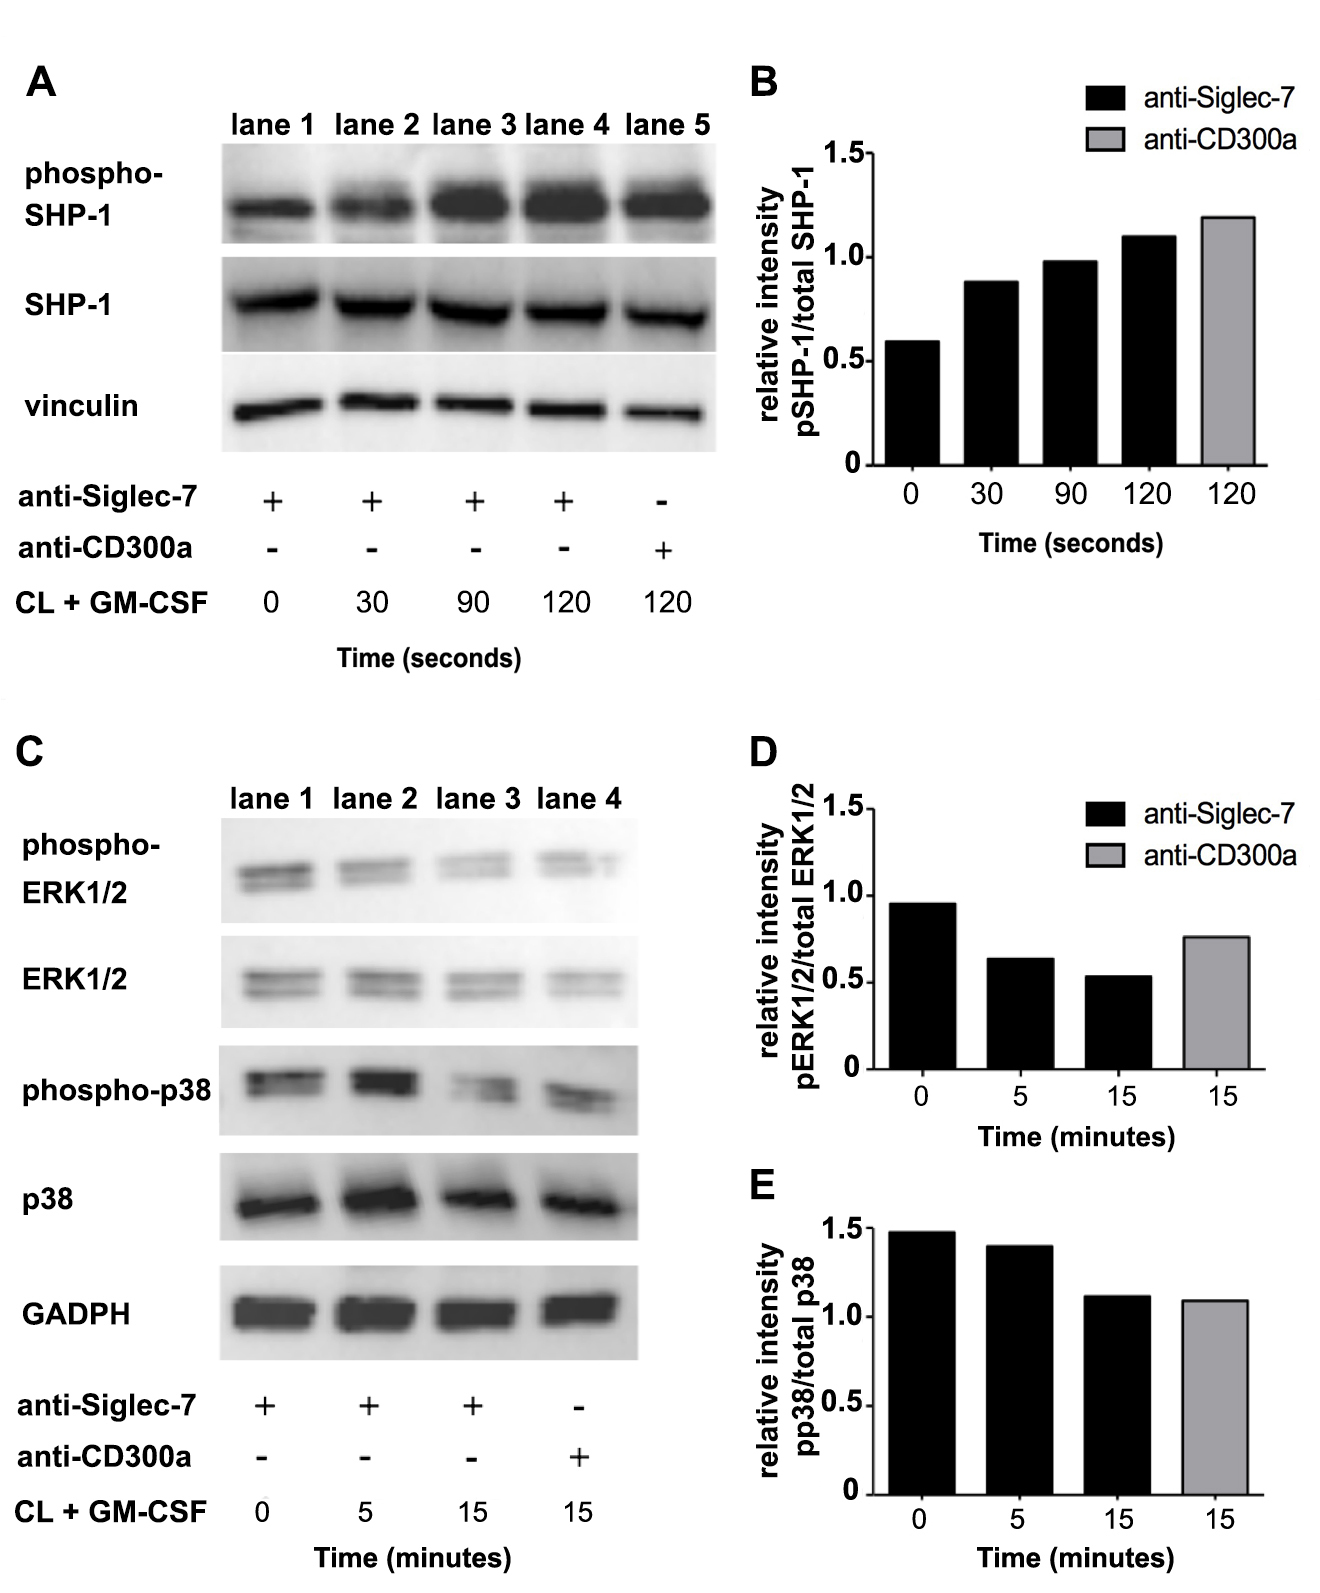 A
lane 1 lane 2 lane 3 lane 4 lane 5
phospho-
SHP-1
SHP-1
vinculin
anti-Siglec-7 + + + + -
anti-CD300a - - - - +
CL + GM-CSF 0 30 90 120 120
Time (seconds)
B
anti-Siglec-7
anti-CD300a
relative intensity
pSHP-1/total SHP-1
1.5
1.0
0.5
0
0 30 90 120 120
Time (seconds)
C
lane 1 lane 2 lane 3 lane 4
phospho-
ERK1/2
ERK1/2
phospho-p38
p38
GADPH
anti-Siglec-7 + + + -
anti-CD300a - - - +
CL + GM-CSF 0 5 15 15
Time (minutes)
D
anti-Siglec-7
anti-CD300a
relative intensity
pERK1/2/total ERK1/2
1.5
1.0
0.5
0
0 5 15 15
Time (minutes)
E
relative intensity
pp38/total p38
1.5
1.0
0.5
0
0 5 15 15
Time (minutes)